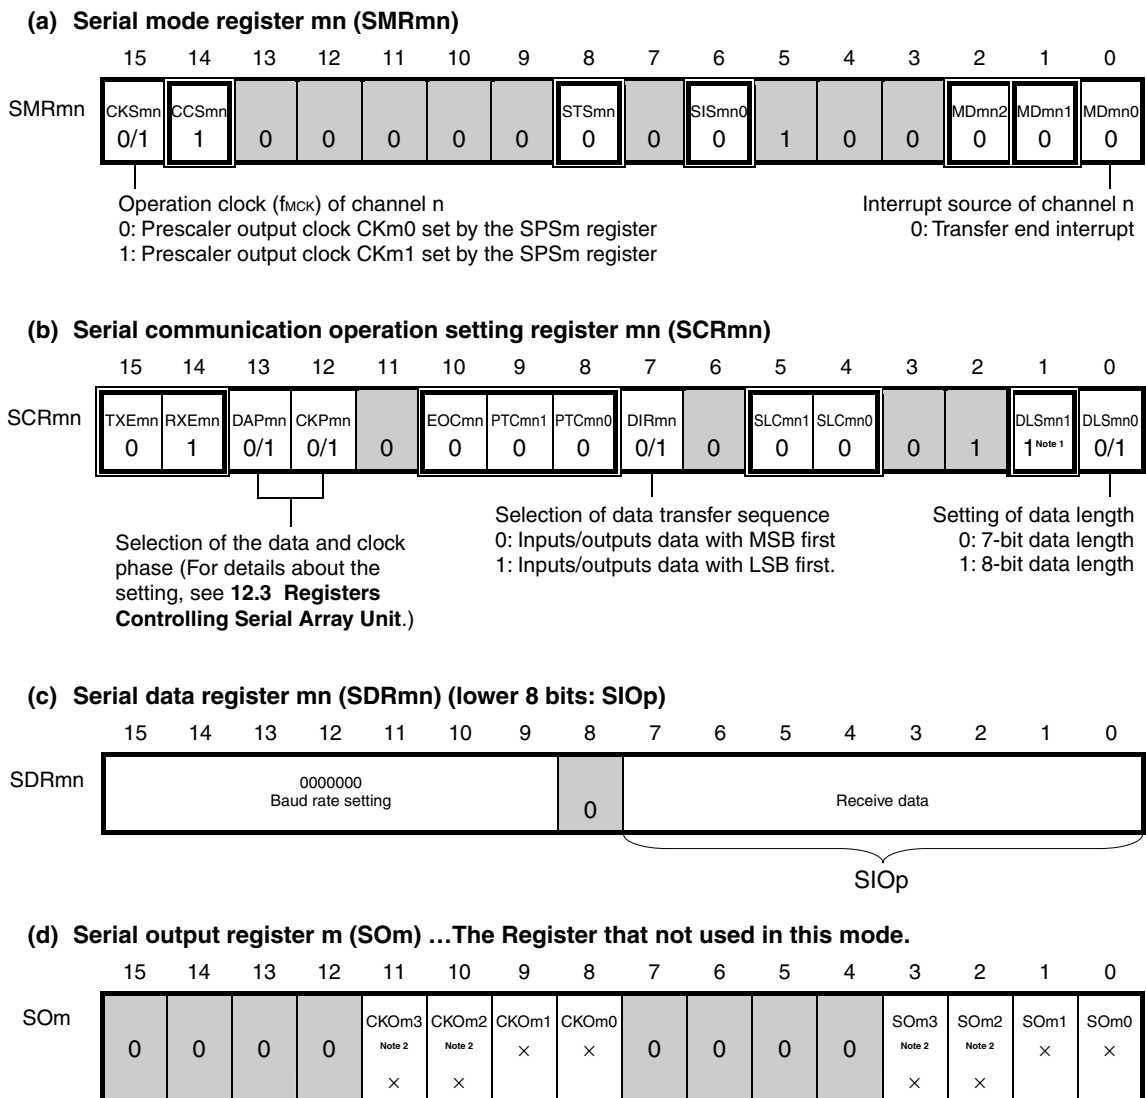 (a) Serial mode register mn (SMRmn)
15 14 13 12 11 10 9 8 7 6 5 4 3 2 1 0
SMRmn CKSmn CCSmn STSmn SISmn0 MDmn2 MDmn1 MDmn0
0/1 1 0 0 0 0 0 0 0 0 1 0 0 0 0 0
Operation clock (fMCK) of channel n
0: Prescaler output clock CKm0 set by the SPSm register
1: Prescaler output clock CKm1 set by the SPSm register
Interrupt source of channel n
0: Transfer end interrupt
(b) Serial communication operation setting register mn (SCRmn)
15 14 13 12 11 10 9 8 7 6 5 4 3 2 1 0
SCRmn TXEmn RXEmn DAPmn CKPmn EOCmn PTCmn1 PTCmn0 DIRmn SLCmn1 SLCmn0 DLSmn1 DLSmn0
0 1 0/1 0/1 0 0 0 0 0/1 0 0 0 0 1 1 Note 1 0/1
Selection of the data and clock
phase (For details about the
setting, see 12.3 Registers
Controlling Serial Array Unit.)
Selection of data transfer sequence
0: Inputs/outputs data with MSB first
1: Inputs/outputs data with LSB first.
Setting of data length
0: 7-bit data length
1: 8-bit data length
(c) Serial data register mn (SDRmn) (lower 8 bits: SIOp)
15 14 13 12 11 10 9 8 7 6 5 4 3 2 1 0
SDRmn
0000000
Baud rate setting
0
Receive data
SIOp
(d) Serial output register m (SOm) …The Register that not used in this mode.
15 14 13 12 11 10 9 8 7 6 5 4 3 2 1 0
SOm CKOm3 CKOm2 CKOm1 CKOm0 SOm3 SOm2 SOm1 SOm0
0 0 0 0 Note 2 Note 2 × × 0 0 0 0 Note 2 Note 2 × ×
× × × ×